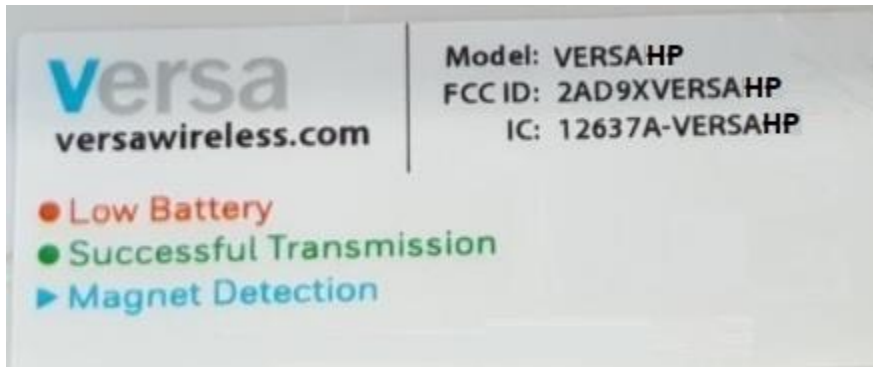 versa
versawireless.com
Model: VERSAHP
FCC ID: 2AD9XVERSAHP
IC: 12637A-VERSAHP
Low Battery
Successful Transmission
Magnet Detection